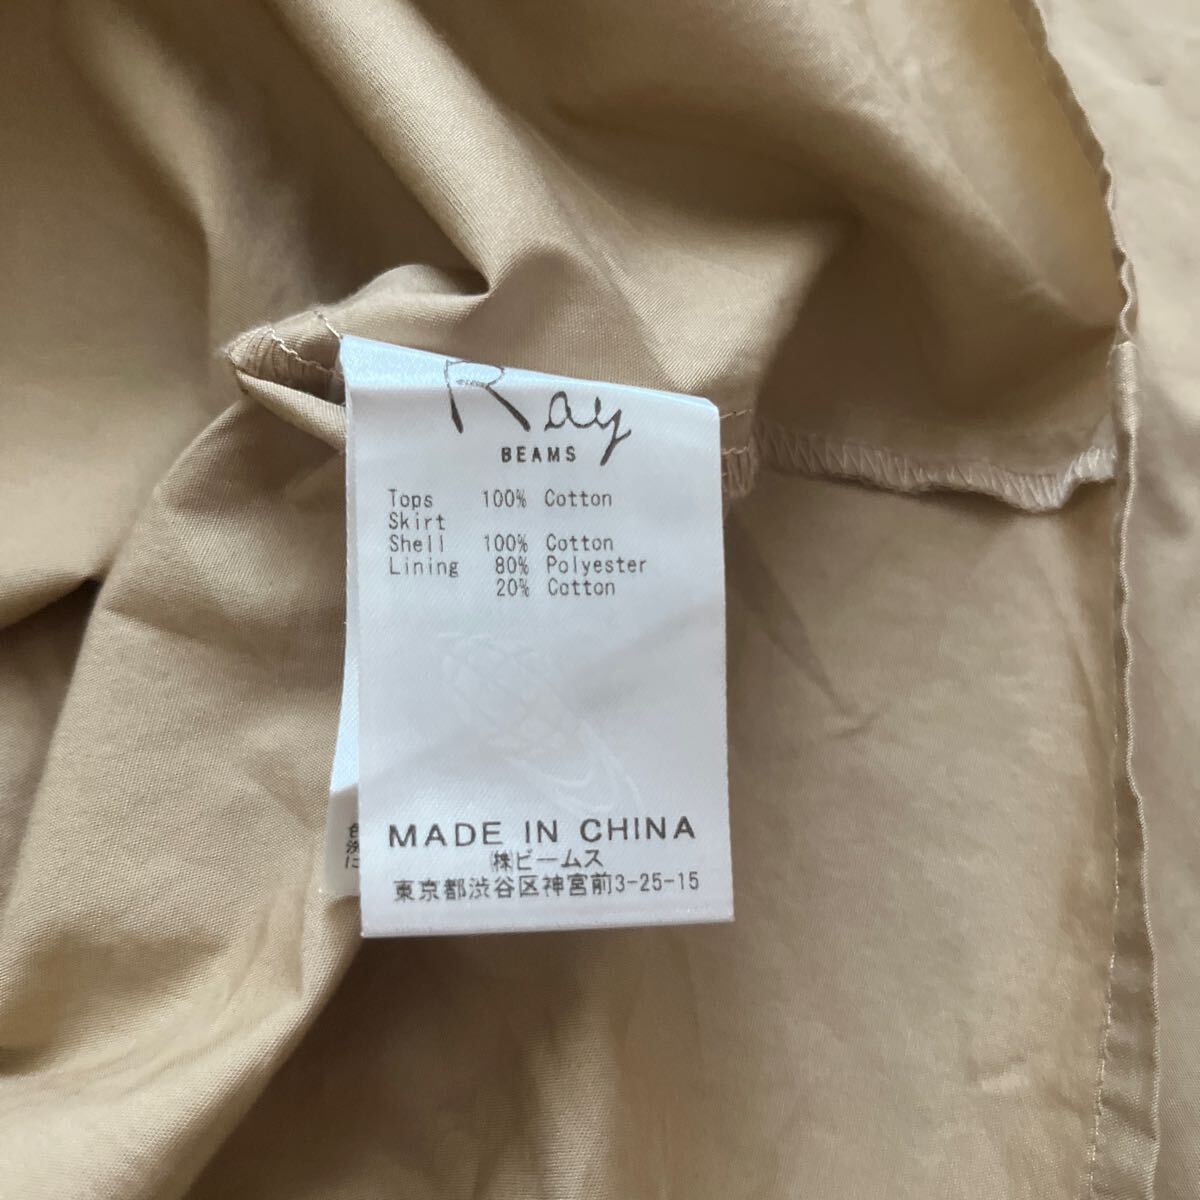 Ray
BEAMS
Tops 100% Cotton
Skirt
Shell 100% Cotton
Lining 80% Polyester
20% Cotton
MADE IN CHINA
㈱ビームス
東京都渋谷区神宮前3-25-15